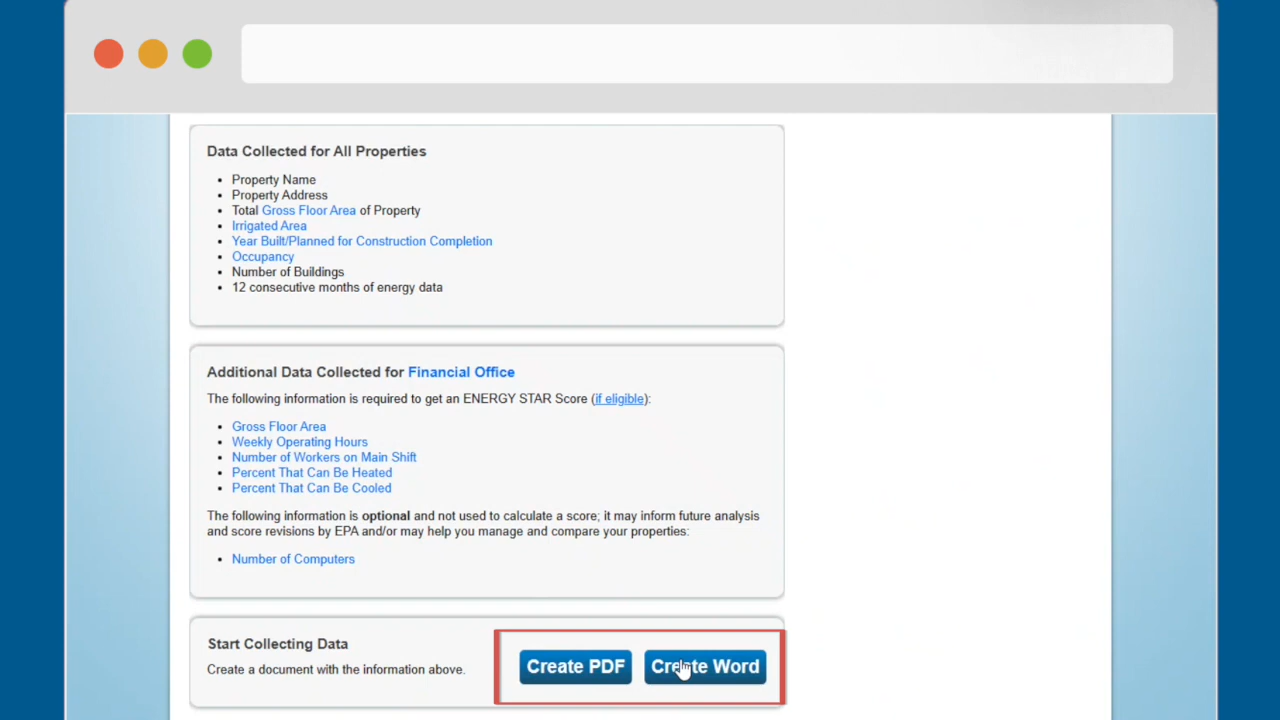 Data Collected for All Properties
Property Name
Property Address
Total Gross Floor Area of Property
Irrigated Area
Year Built/Planned for Construction Completion
Occupancy
Number of Buildings
12 consecutive months of energy data
Additional Data Collected for Financial Office
The following information is required to get an ENERGY STAR Score (if eligible):
Gross Floor Area
Weekly Operating Hours
Number of Workers on Main Shift
Percent That Can Be Heated
Percent That Can Be Cooled
The following information is optional and not used to calculate a score; it may inform future analysis
and score revisions by EPA and/or may help you manage and compare your properties:
Number of Computers
Start Collecting Data
Create a document with the information above.
Create PDF
Create Word